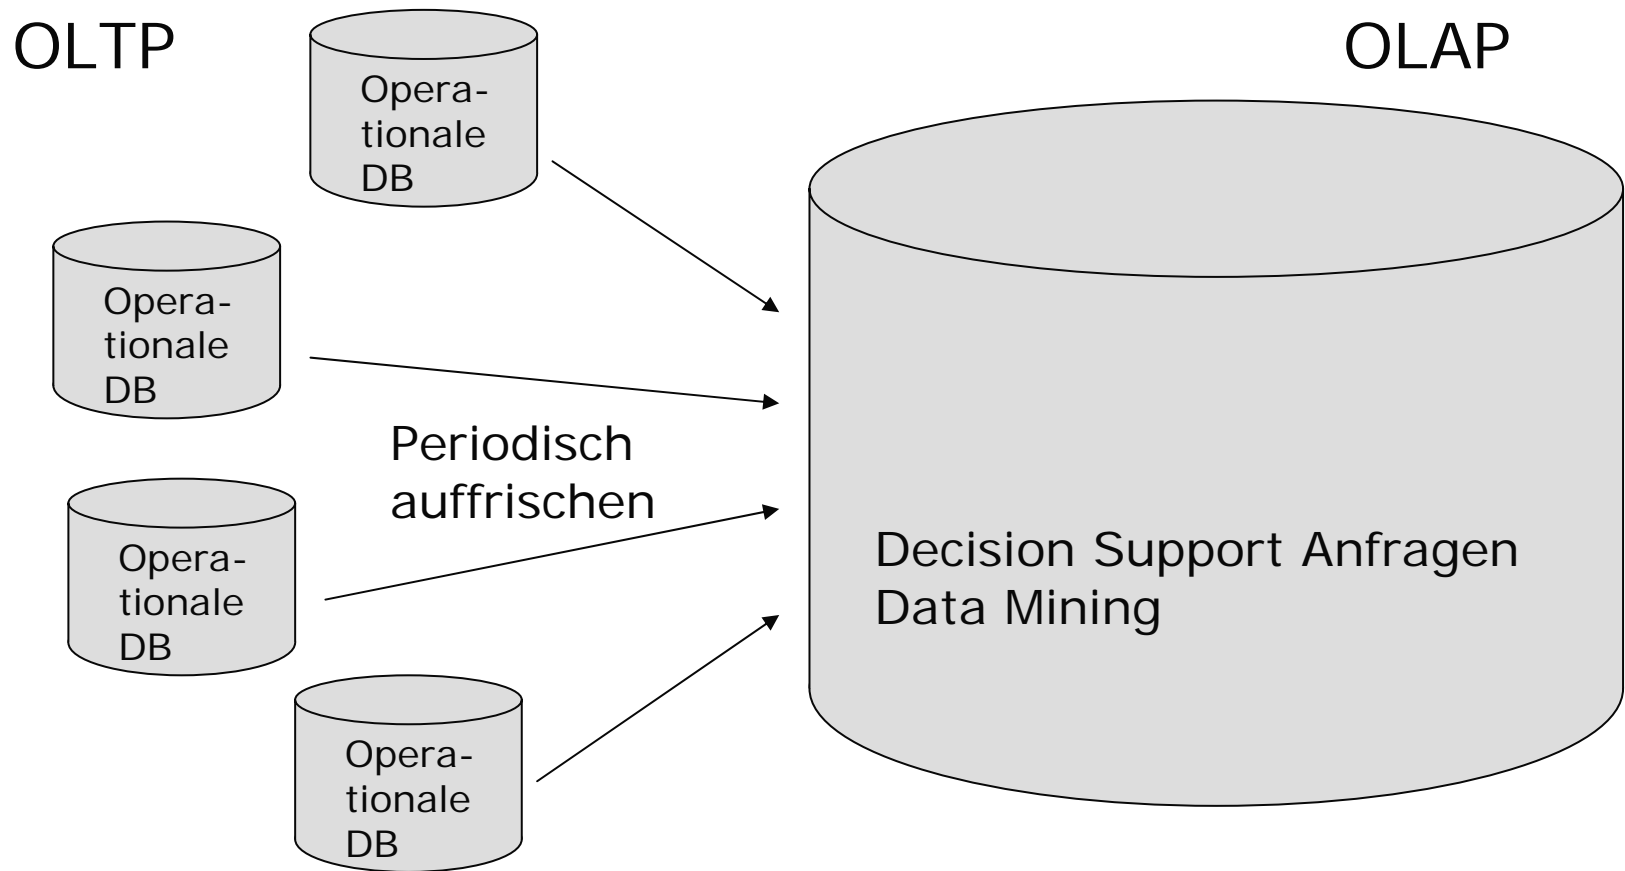 OLTP
OLAP
Opera-
tionale
DB
Opera-
tionale
DB
Periodisch
auffrischen
Opera-
tionale
DB
Decision Support Anfragen
Data Mining
Opera-
tionale
DB